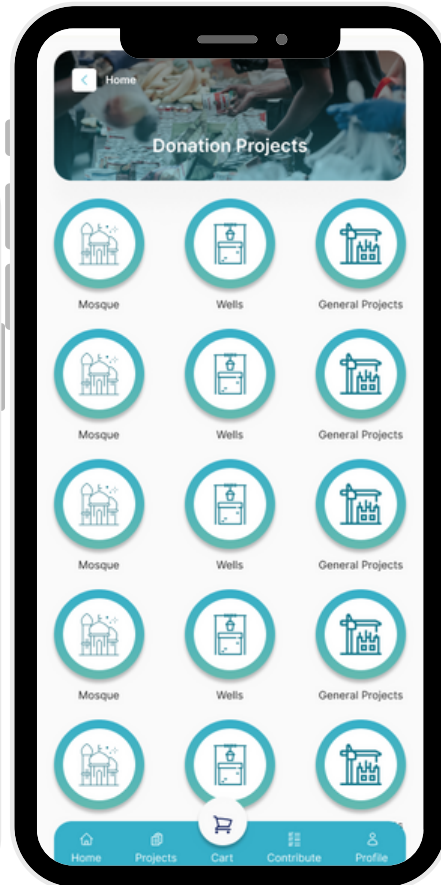 Home
Donation Projects
Mosque Wells General Projects
Mosque Wells General Projects
Mosque Wells General Projects
Mosque Wells General Projects
Home Projects Cart Contribute Profile